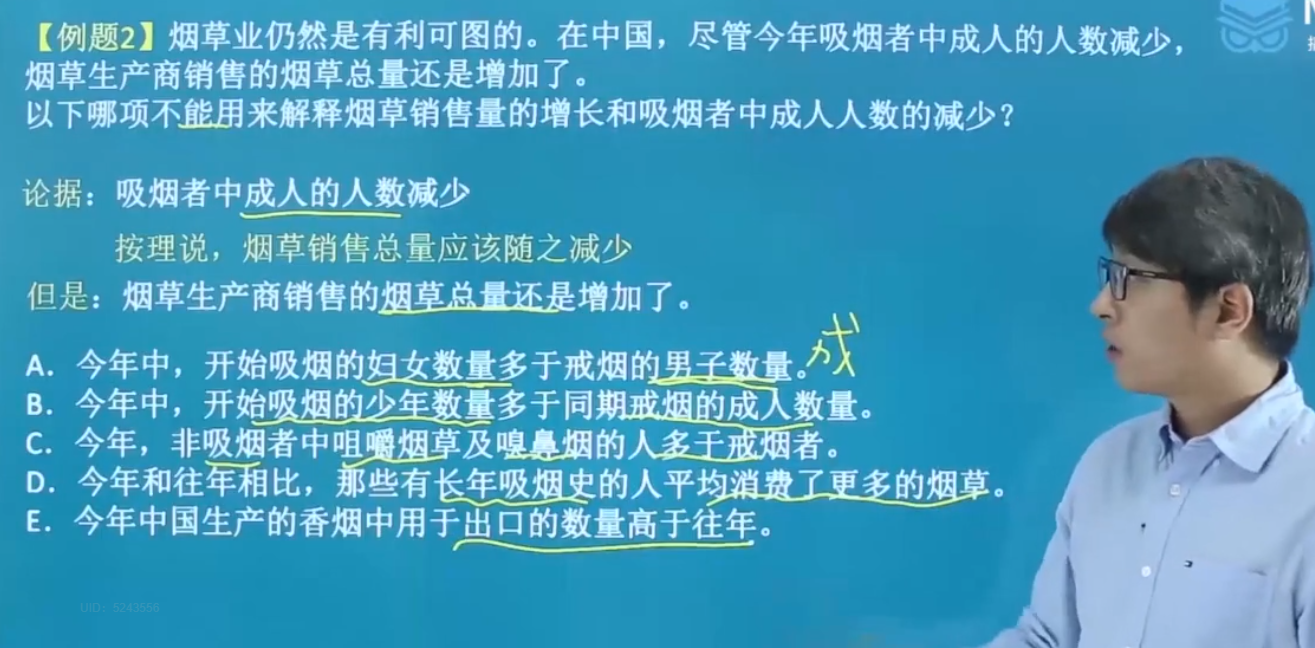 【例题2】烟草业仍然是有利可图的。在中国，尽管今年吸烟者中成人的人数减少，
烟草生产商销售的烟草总量还是增加了。
以下哪项不能用来解释烟草销售量的增长和吸烟者中成人人数的减少？
论据：吸烟者中成人的人数减少
按理说，烟草销售总量应该随之减少
但是：烟草生产商销售的烟草总量还是增加了。
A. 今年中，开始吸烟的妇女数量多于戒烟的男子数量。成
B. 今年中，开始吸烟的少年数量多于同期戒烟的成人数量。
C. 今年，非吸烟者中咀嚼烟草及嗅鼻烟的人多于戒烟者。
D. 今年和往年相比，那些有长年吸烟史的人平均消费了更多的烟草。
E. 今年中国生产的香烟中用于出口的数量高于往年。
UID：5243550